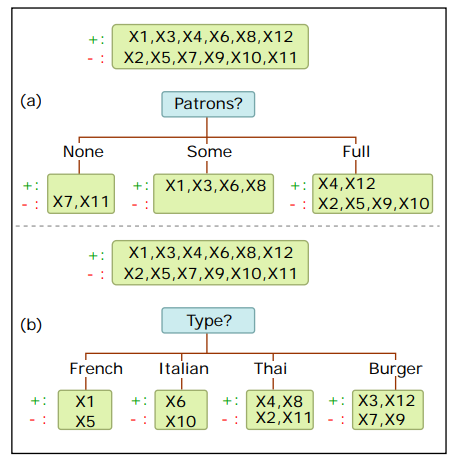 +: X1,X3,X4,X6,X8,X12
- : X2,X5,X7,X9,X10,X11
(a)
Patrons?
None Some Full
+: +: X1,X3,X6,X8 +: X4,X12
- : X7,X11 - : - : X2,X5,X9,X10
+: X1,X3,X4,X6,X8,X12
- : X2,X5,X7,X9,X10,X11
(b)
Type?
French Italian Thai Burger
+: X1 +: X6 +: X4,X8 +: X3,X12
- : X5 - : X10 - : X2,X11 - : X7,X9